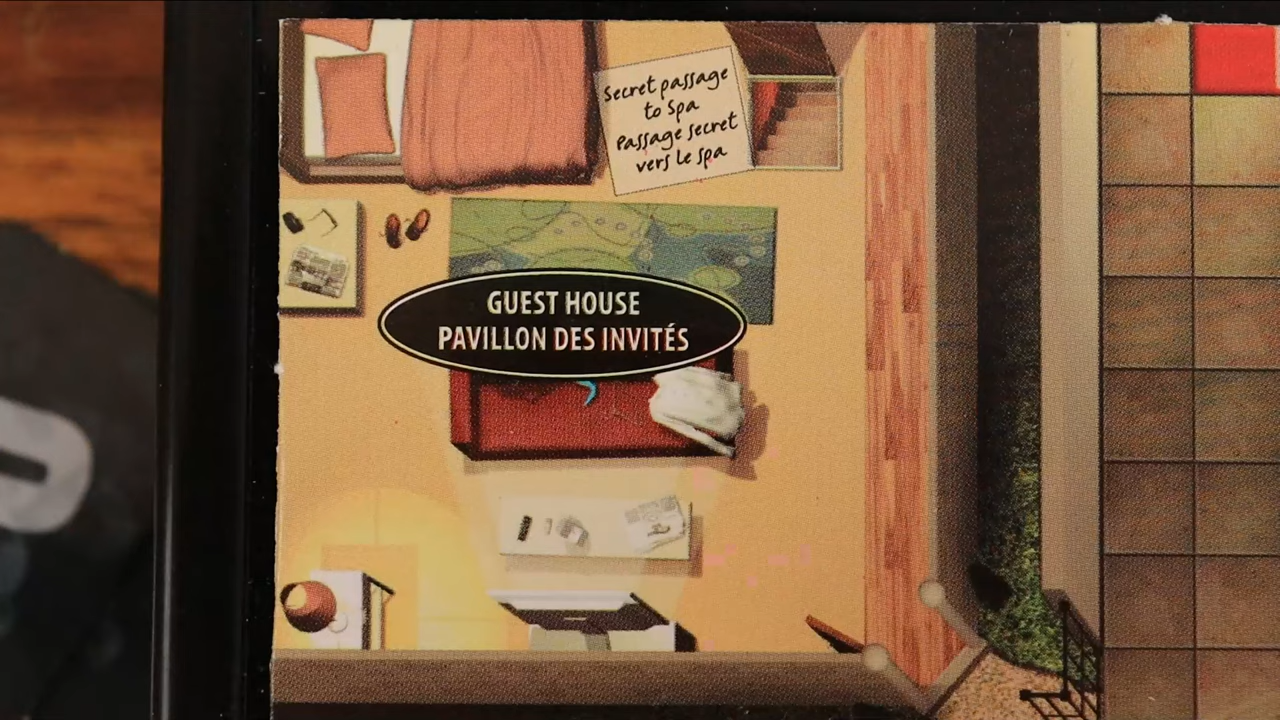 Secret passage
to Spa
Passage secret
vers le spa
GUEST HOUSE
PAVILLON DES INVITÉS